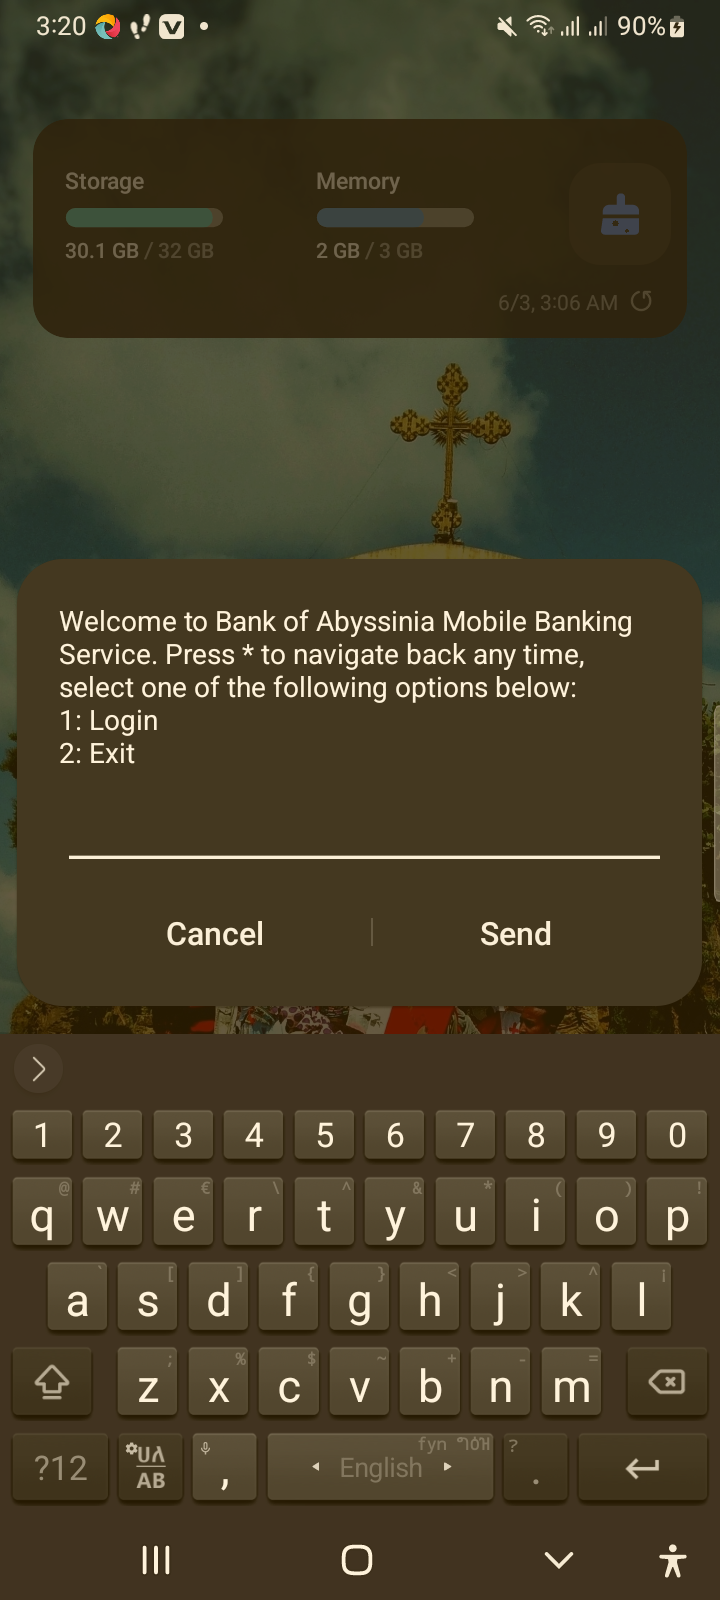 3:20
90%
Storage
Memory
30.1 GB / 32 GB
2 GB / 3 GB
6/3, 3:06 AM
Welcome to Bank of Abyssinia Mobile Banking
Service. Press * to navigate back any time,
select one of the following options below:
1: Login
2: Exit
Cancel
Send
1 2 3 4 5 6 7 8 9 0
@ # € \ ^ & * ( ) !
q w e r t y u i o p
` [ ] { } < > ^ ¡
a s d f g h j k l
; % $ ~ + - =
z x c v b n m
fyn ?
?12 AB , English .